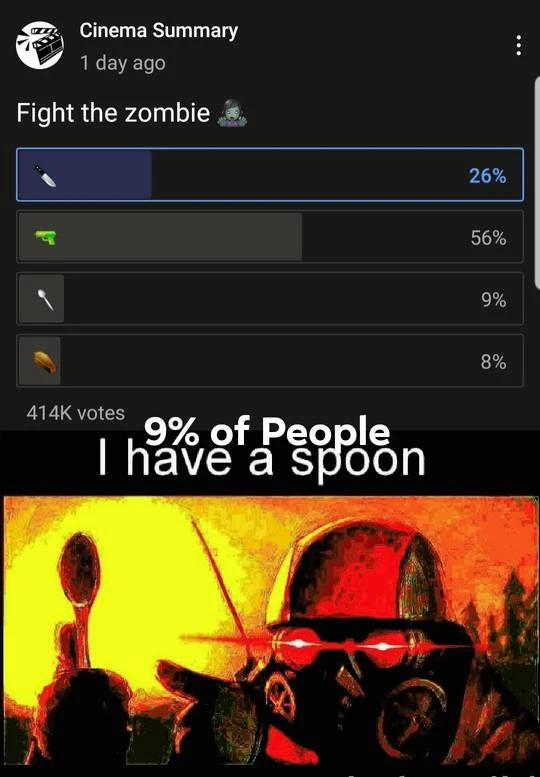 Cinema Summary
1 day ago
Fight the zombie
26%
56%
9%
8%
414K votes
9% of People
I have a spoon